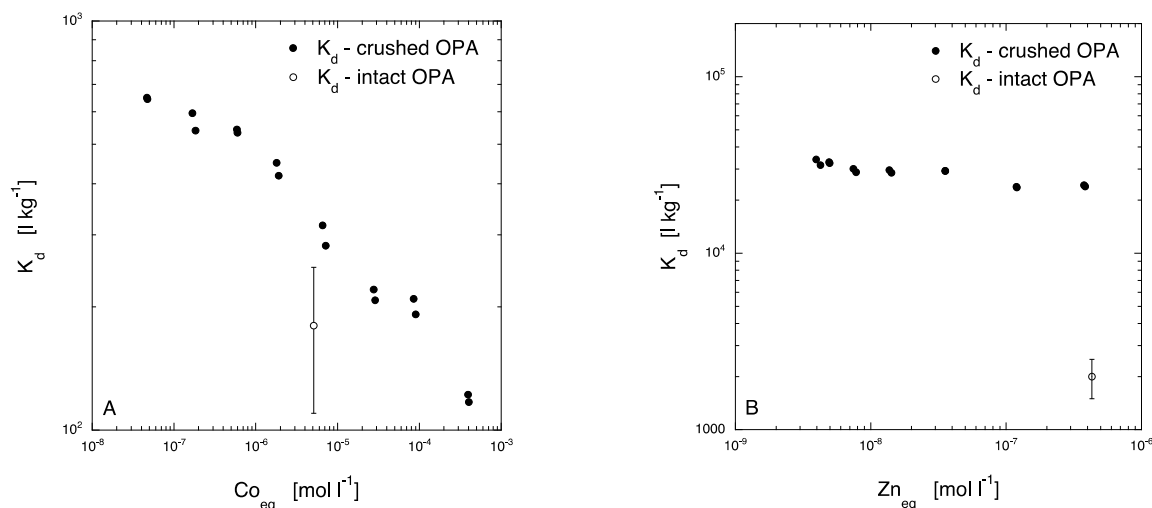 10³
K_d - crushed OPA
K_d - intact OPA
K_d [l kg⁻¹]
A
10²
10⁻⁸ 10⁻⁷ 10⁻⁶ 10⁻⁵ 10⁻⁴ 10⁻³
Co_eq [mol l⁻¹]
K_d - crushed OPA
K_d - intact OPA
10⁵
K_d [l kg⁻¹]
10⁴
B
1000
10⁻⁹ 10⁻⁸ 10⁻⁷ 10⁻⁶
Zn_eq [mol l⁻¹]